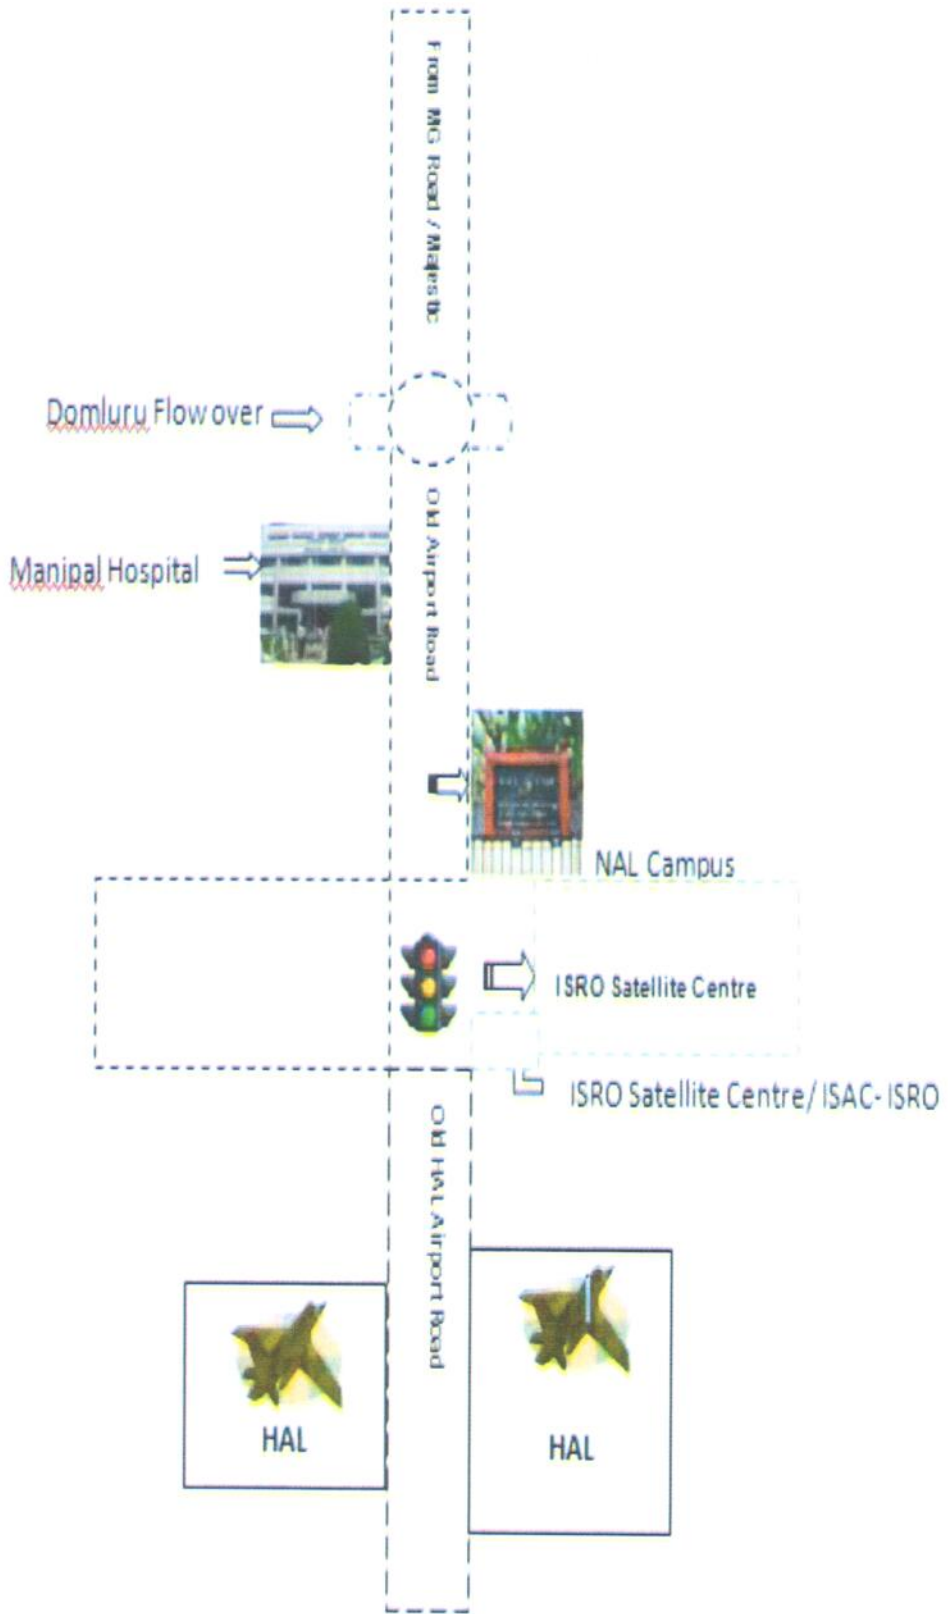 From MG Road / Majestic
Domluru Flow over
Old Airport Road
Manipal Hospital
NAL Campus
ISRO Satellite Centre
ISRO Satellite Centre/ ISAC- ISRO
Old HAL Airport Road
HAL
HAL